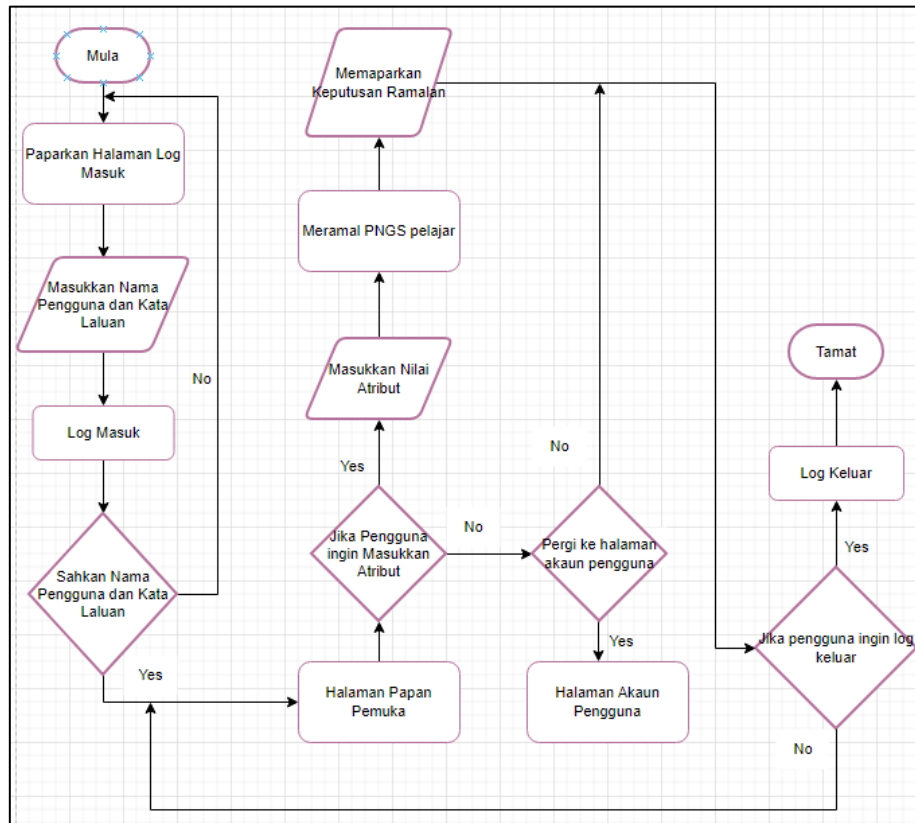 Mula
Paparkan Halaman Log
Masuk
Masukkan Nama
Pengguna dan Kata
Laluan
No
Log Masuk
Sahkan Nama
Pengguna dan Kata
Laluan
Yes
Memaparkan
Keputusan Ramalan
Meramal PNGS pelajar
Masukkan Nilai
Atribut
Yes
Jika Pengguna
ingin Masukkan
Atribut
No
Halaman Papan
Pemuka
No
Pergi ke halaman
akaun pengguna
Yes
Halaman Akaun
Pengguna
Tamat
Log Keluar
Yes
Jika pengguna ingin log
keluar
No